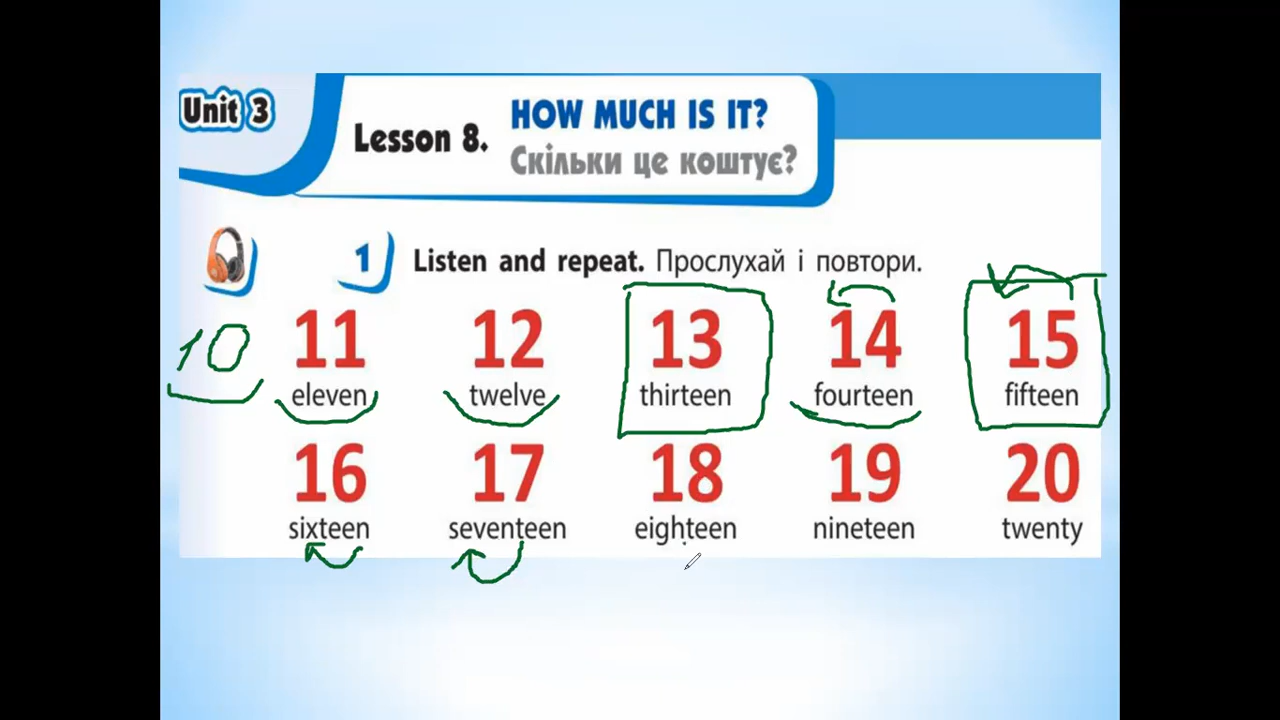 Unit 3
Lesson 8.
HOW MUCH IS IT?
Скільки це коштує?
1 Listen and repeat. Прослухай і повтори.
10 11 12 13 14 15
eleven twelve thirteen fourteen fifteen
16 17 18 19 20
sixteen seventeen eighteen nineteen twenty